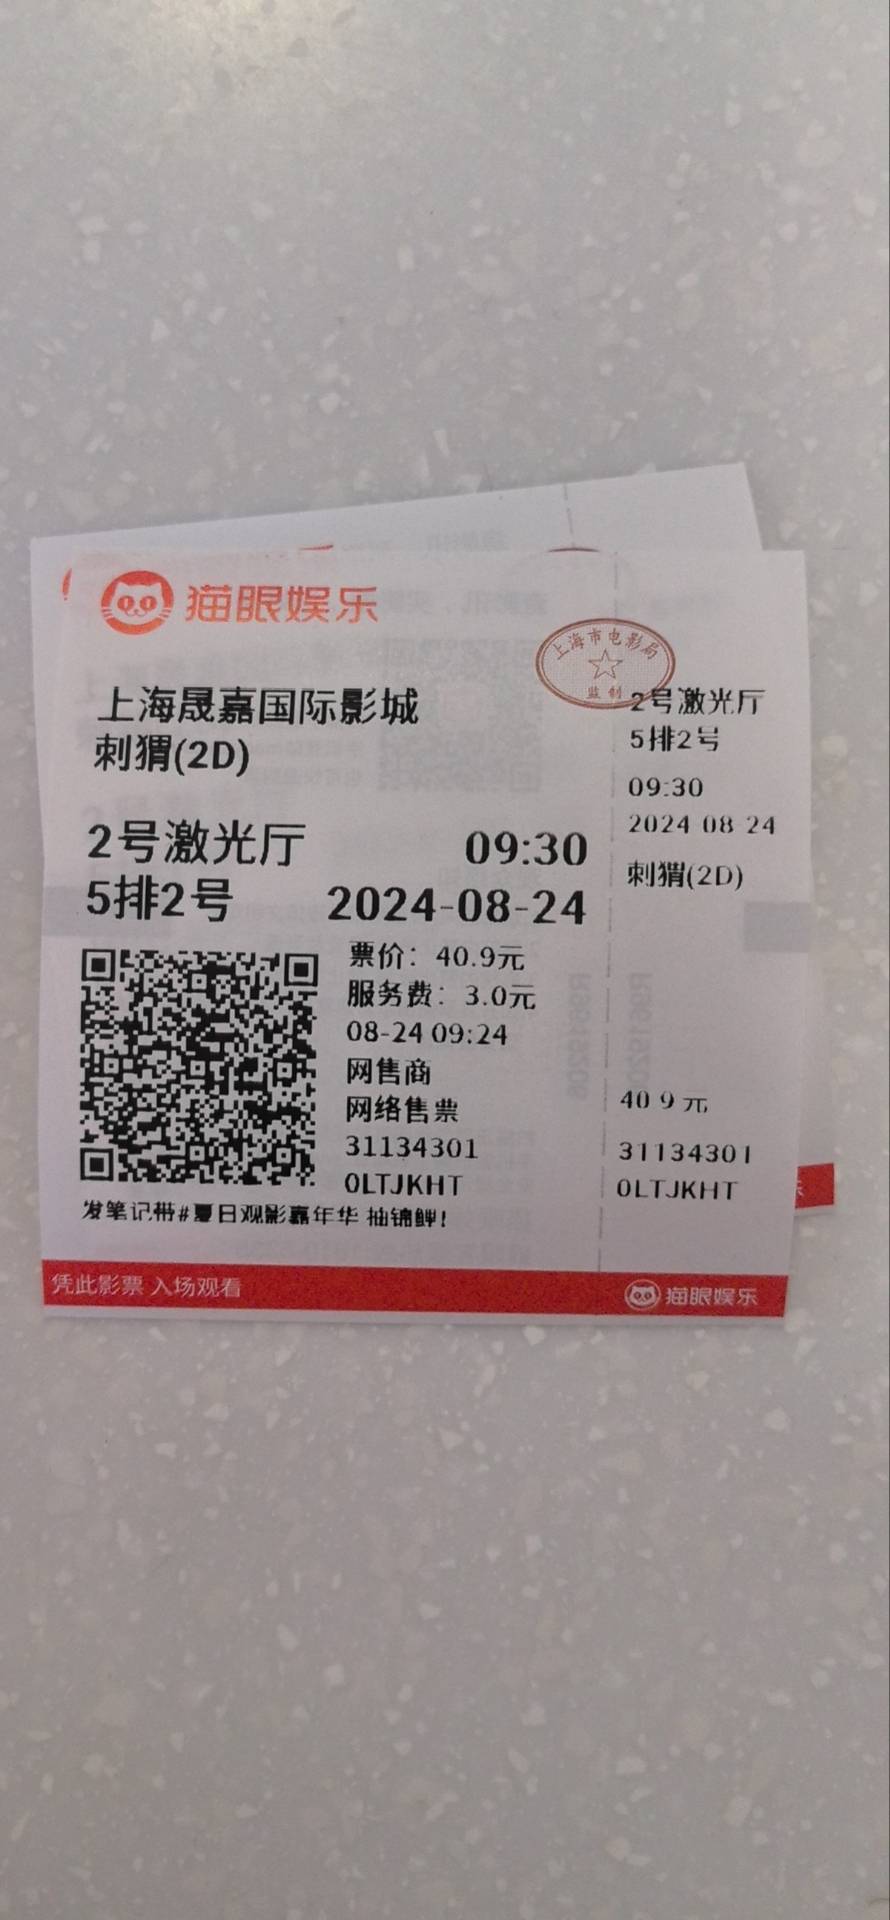 猫眼娱乐
上海市电影局
监制
上海晟嘉国际影城
刺猬(2D)
2号激光厅 09:30
5排2号 2024-08-24
票价：40.9元
服务费：3.0元
08-24 09:24
网售商
网络售票
31134301
0LTJKHT
发笔记带#夏日观影嘉年华 抽锦鲤!
2号激光厅
5排2号
09:30
2024 08 24
刺猬(2D)
40 9 元
31134301
0LTJKHT
凭此影票 入场观看
猫眼娱乐